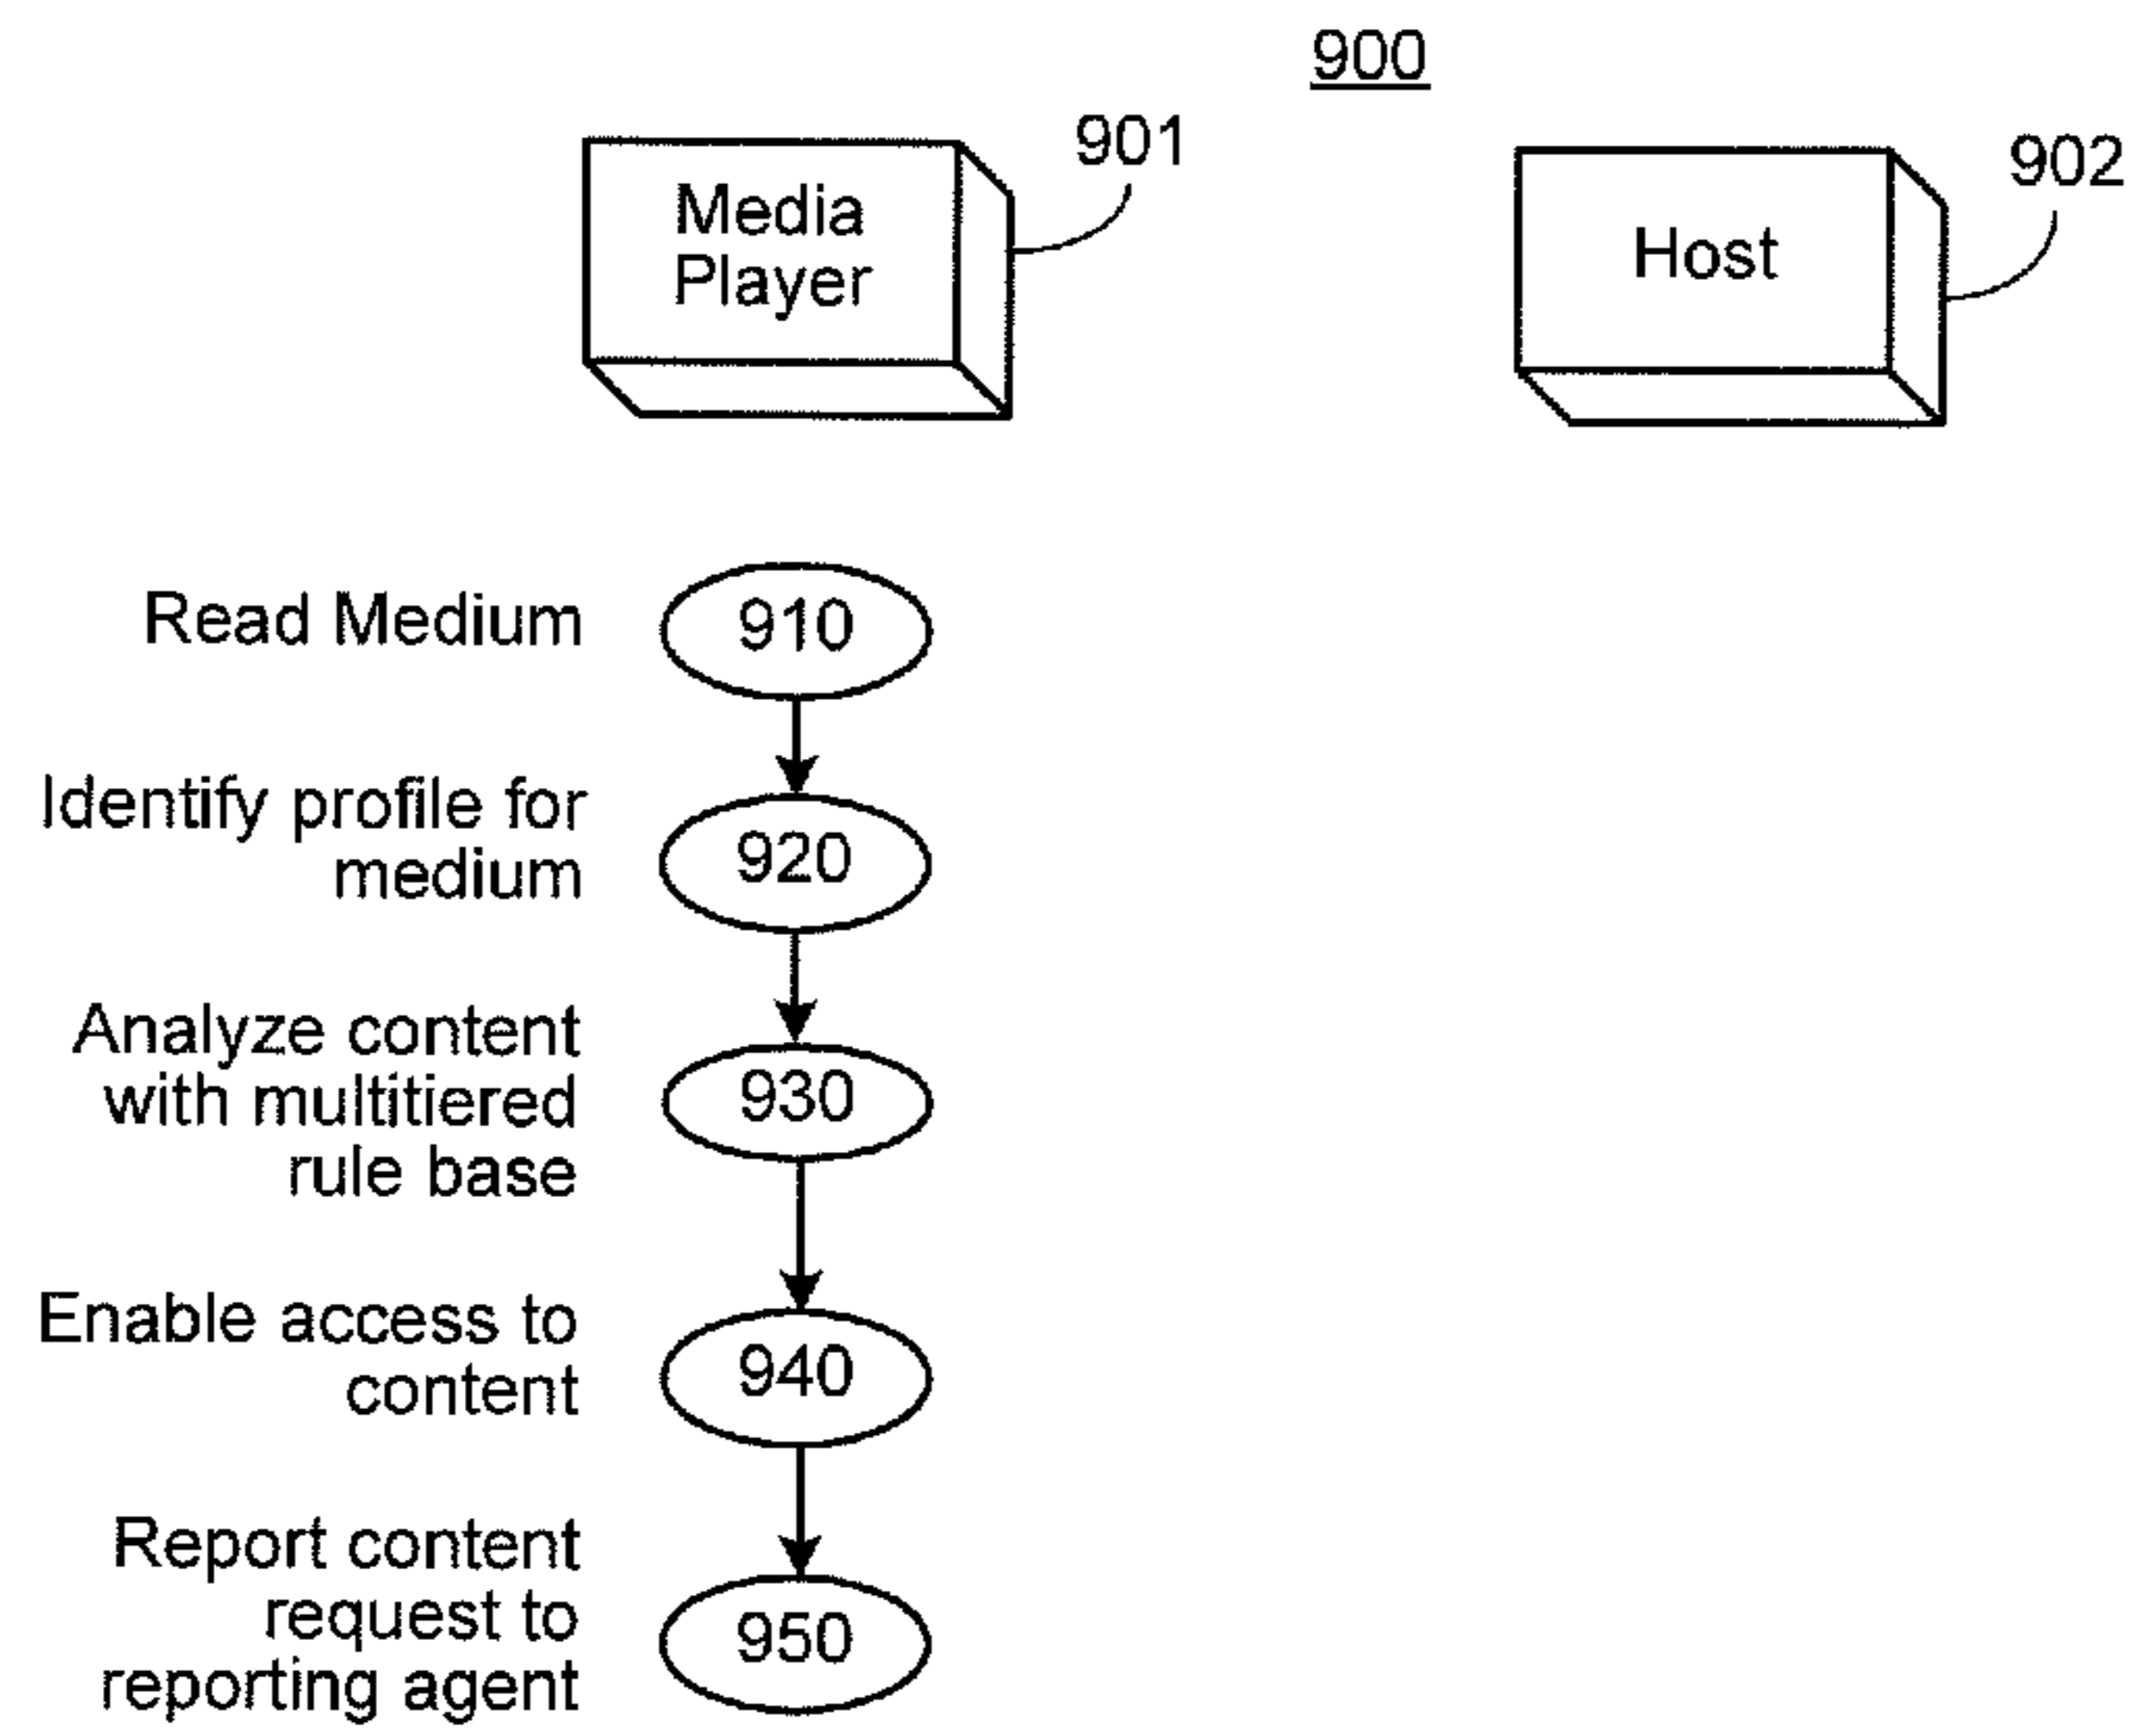 900
901
902
Media
Player
Host
Read Medium
910
Identify profile for
medium
920
Analyze content
with multitiered
rule base
930
Enable access to
content
940
Report content
request to
reporting agent
950